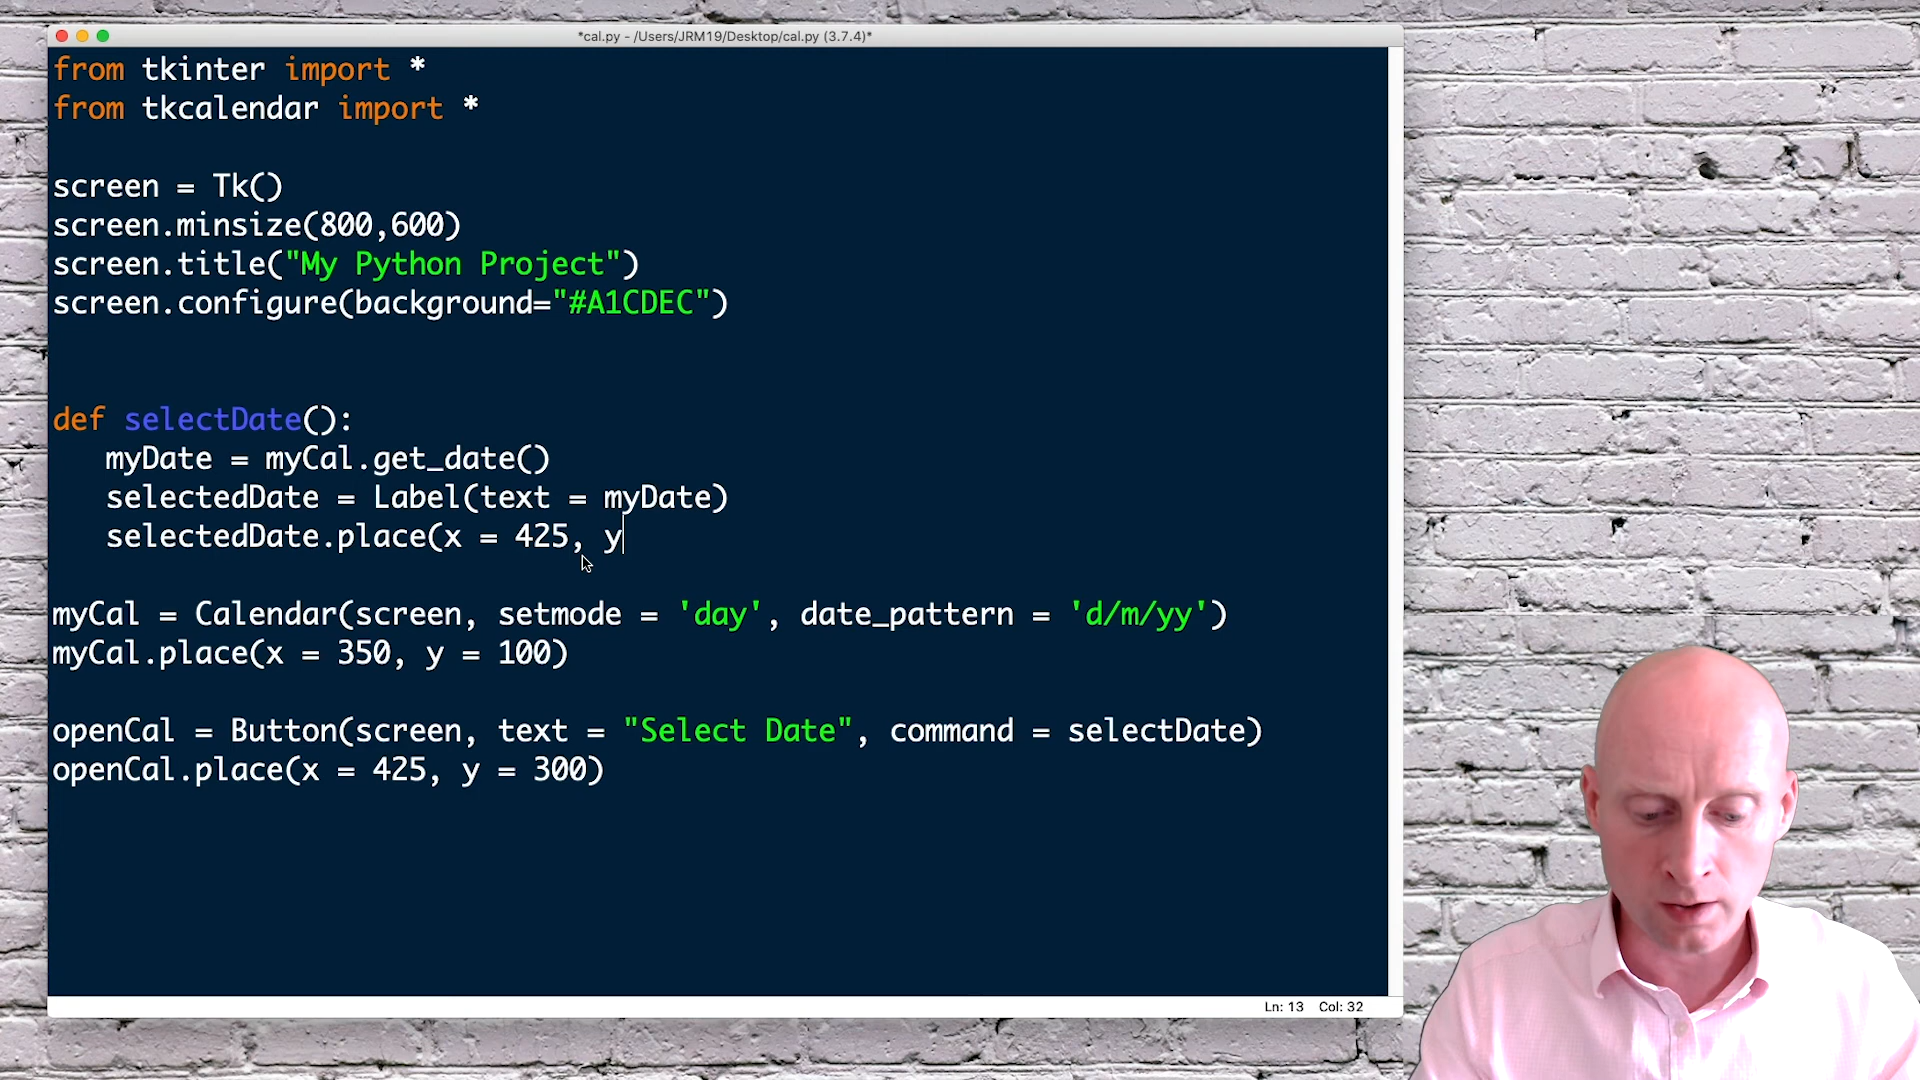 *cal.py - /Users/JRM19/Desktop/cal.py (3.7.4)*
from tkinter import *
from tkcalendar import *
screen = Tk()
screen.minsize(800,600)
screen.title("My Python Project")
screen.configure(background="#A1CDEC")
def selectDate():
myDate = myCal.get_date()
selectedDate = Label(text = myDate)
selectedDate.place(x = 425, y
myCal = Calendar(screen, setmode = 'day', date_pattern = 'd/m/yy')
myCal.place(x = 350, y = 100)
openCal = Button(screen, text = "Select Date", command = selectDate)
openCal.place(x = 425, y = 300)
Ln: 13 Col: 32